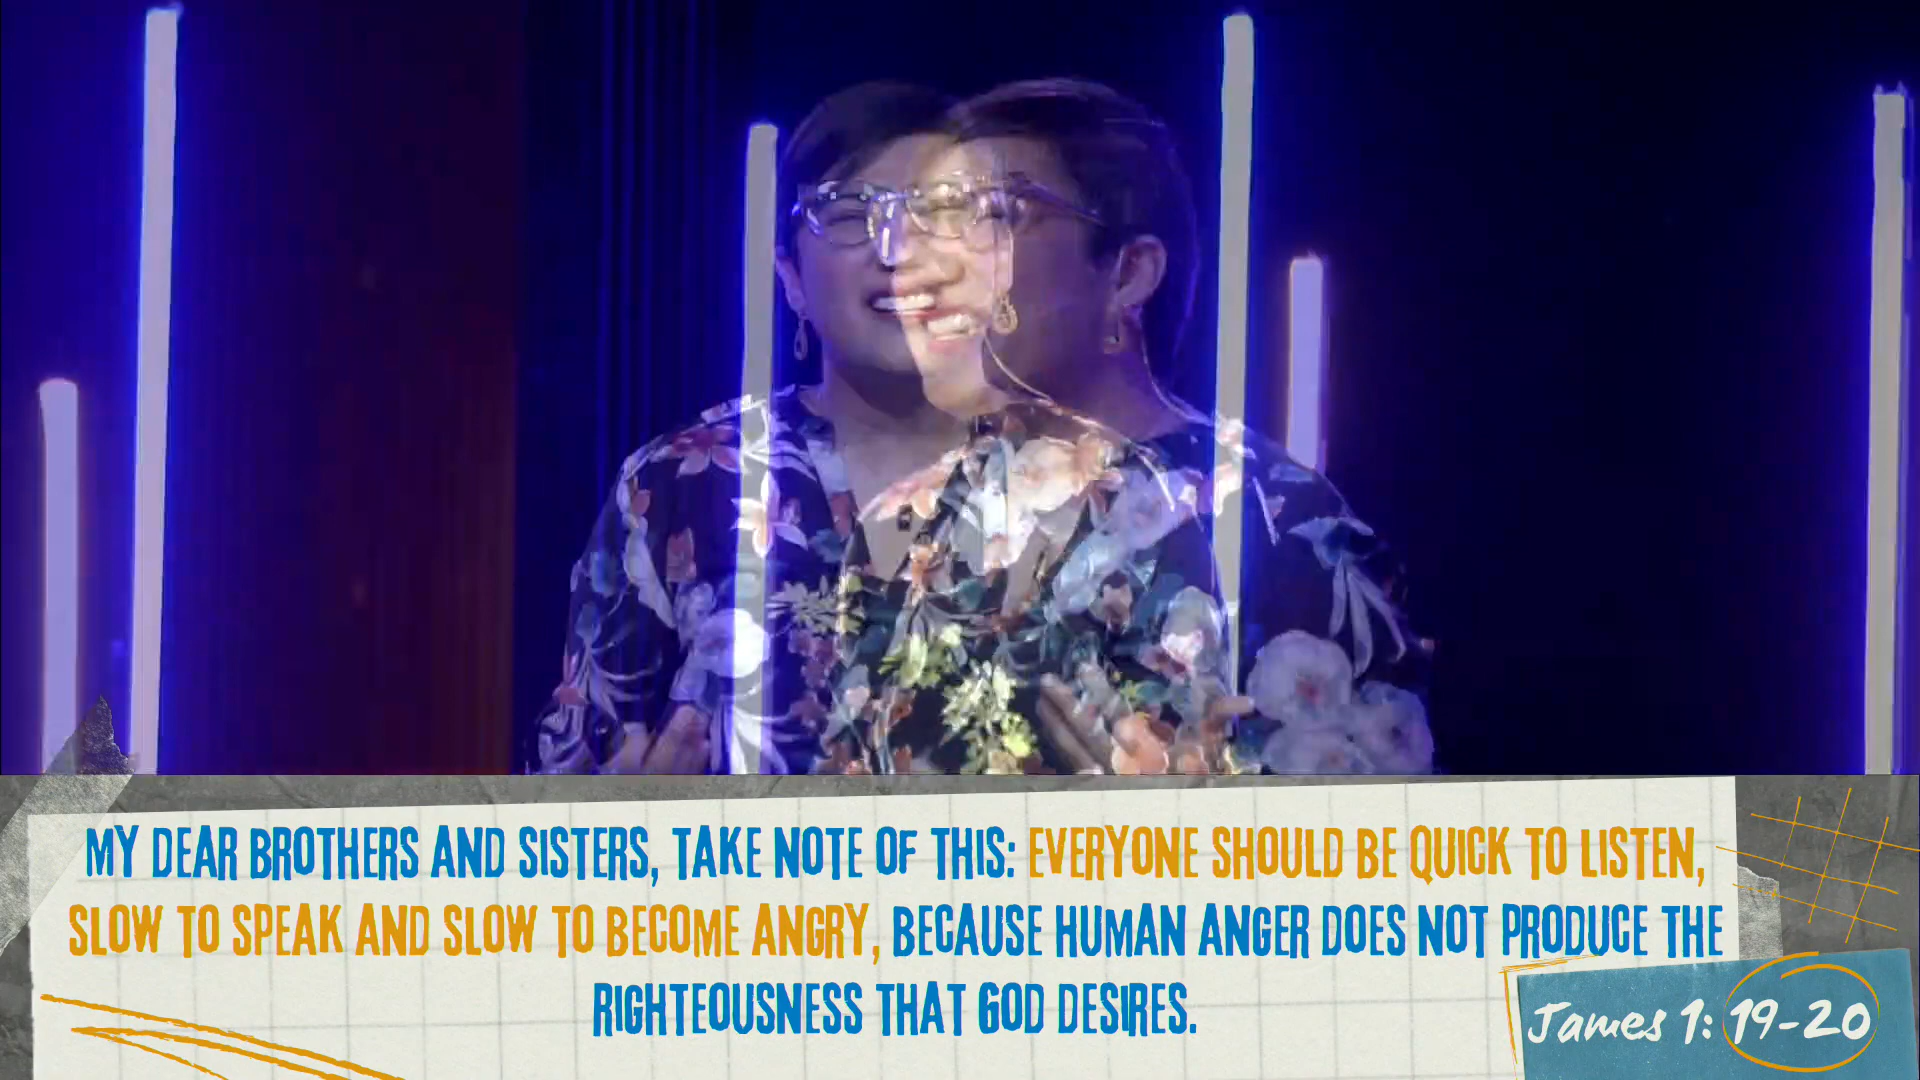 MY DEAR BROTHERS AND SISTERS, TAKE NOTE OF THIS: EVERYONE SHOULD BE QUICK TO LISTEN,
SLOW TO SPEAK AND SLOW TO BECOME ANGRY, BECAUSE HUMAN ANGER DOES NOT PRODUCE THE
RIGHTEOUSNESS THAT GOD DESIRES.
James 1: 19-20